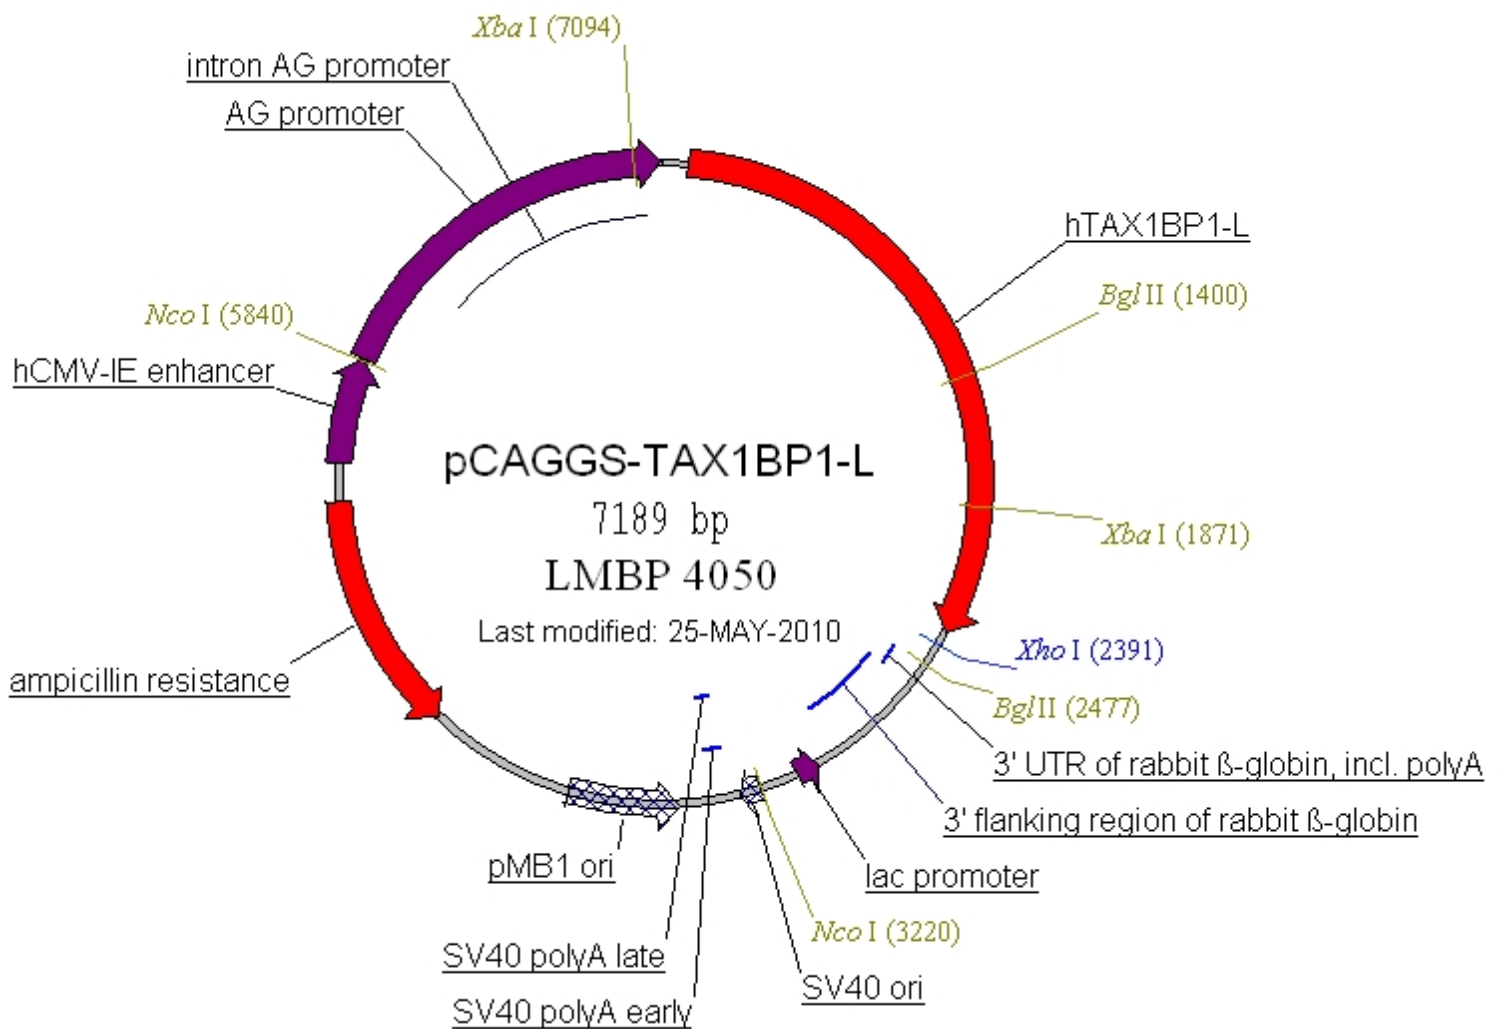 Xba I (7094)
intron AG promoter
AG promoter
hTAX1BP1-L
Bgl II (1400)
Nco I (5840)
hCMV-IE enhancer
pCAGGS-TAX1BP1-L
7189 bp
LMBP 4050
Last modified: 25-MAY-2010
Xba I (1871)
Xho I (2391)
ampicillin resistance
Bgl II (2477)
3' UTR of rabbit ß-globin, incl. polyA
3' flanking region of rabbit ß-globin
pMB1 ori
lac promoter
Nco I (3220)
SV40 polyA late
SV40 ori
SV40 polyA early